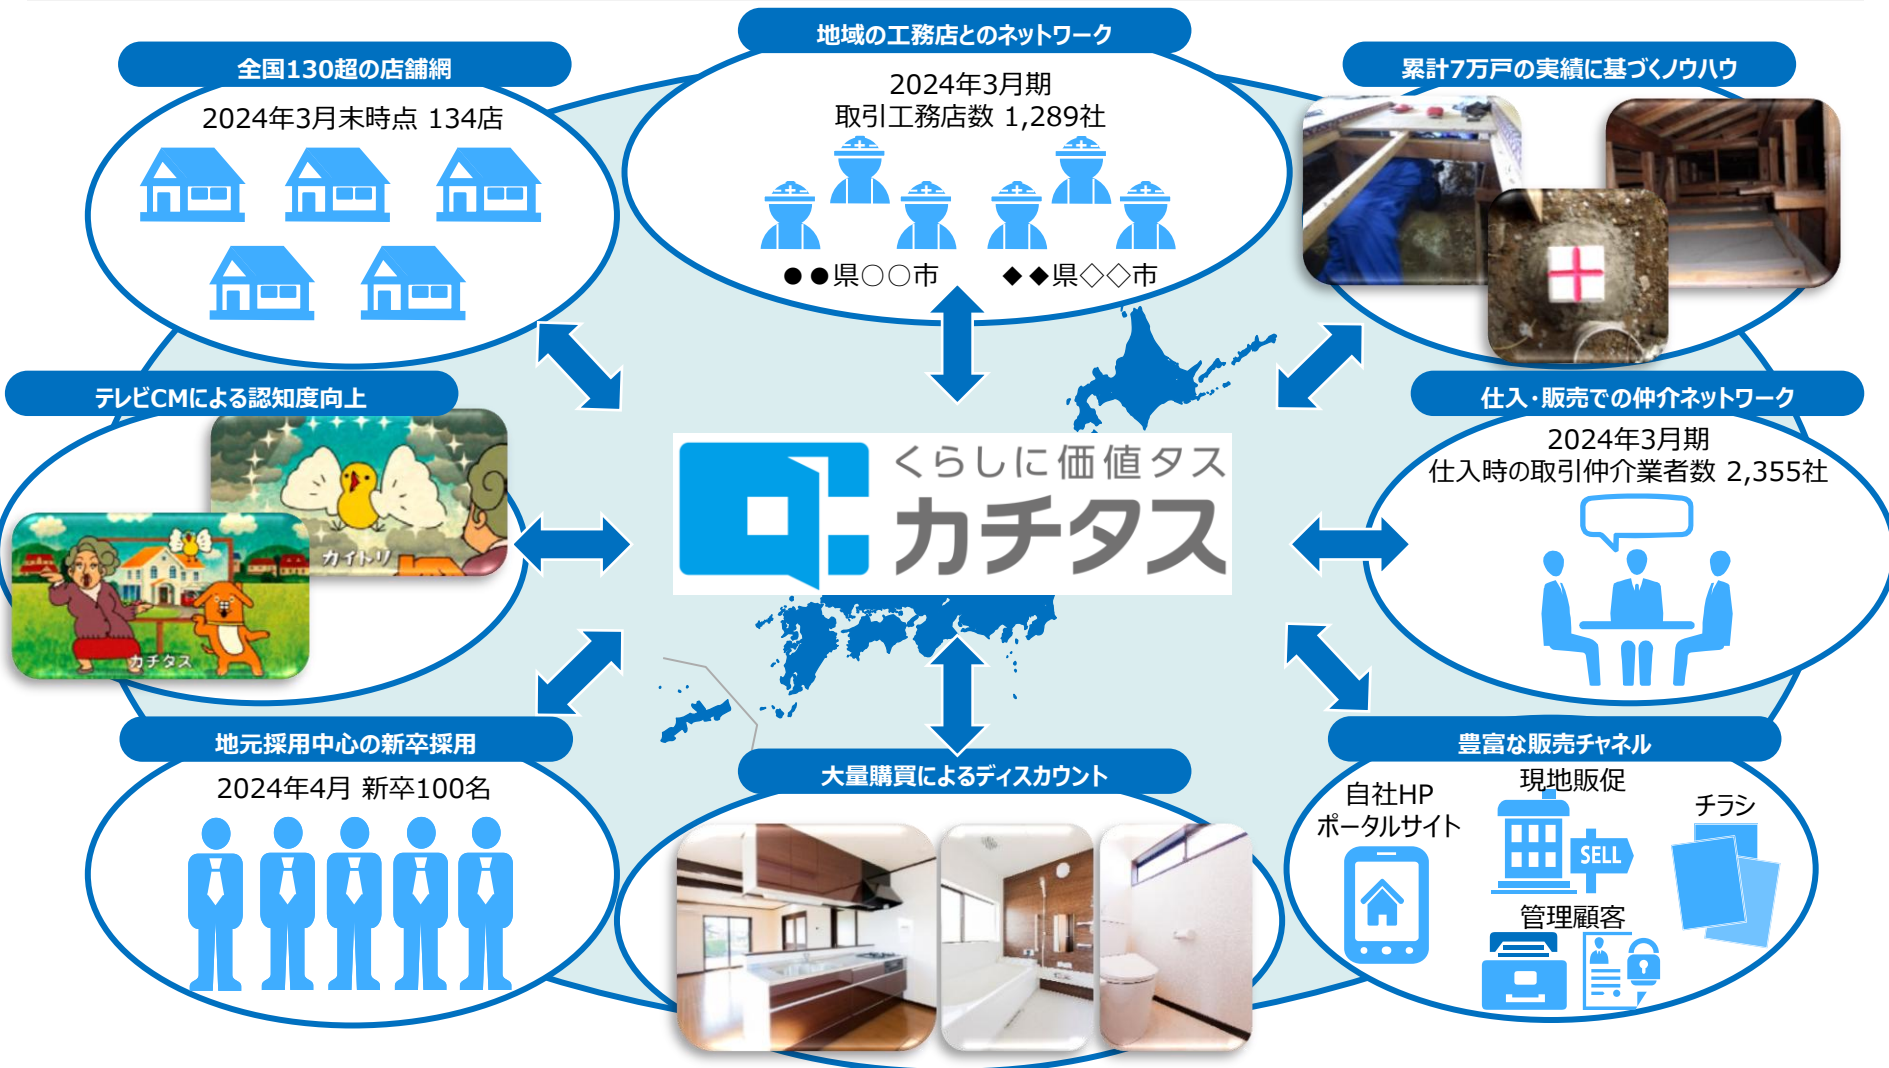 地域の工務店とのネットワーク
2024年3月期
取引工務店数 1,289社
●●県○○市
◆◆県◇◇市
全国130超の店舗網
2024年3月末時点 134店
累計7万戸の実績に基づくノウハウ
テレビCMによる認知度向上
カイトリ
カチタス
くらしに価値タス
カチタス
仕入・販売での仲介ネットワーク
2024年3月期
仕入時の取引仲介業者数 2,355社
地元採用中心の新卒採用
2024年4月 新卒100名
大量購買によるディスカウント
豊富な販売チャネル
自社HP
ポータルサイト
現地販促
SELL
チラシ
管理顧客